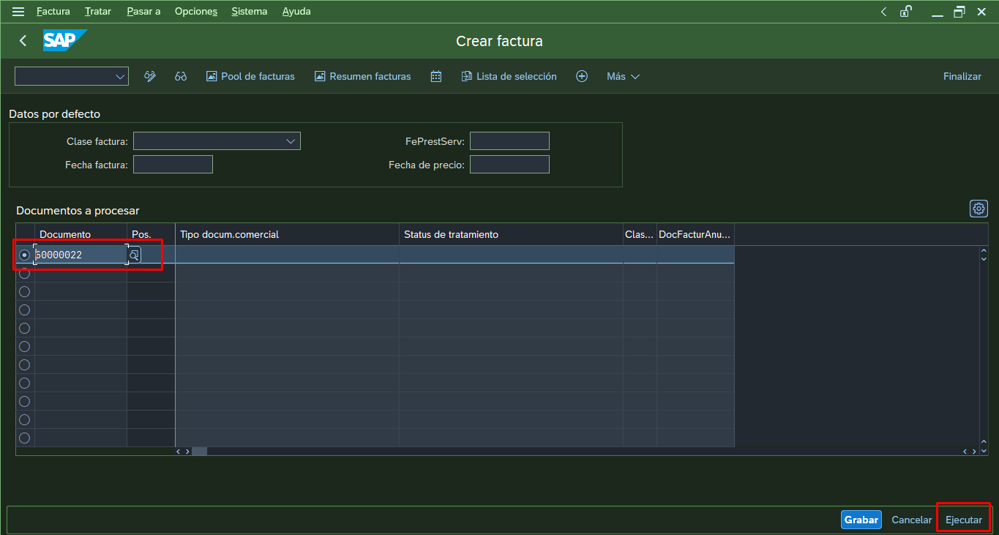 Factura Tratar Pasar a Opciones Sistema Ayuda
SAP Crear factura
Pool de facturas Resumen facturas Lista de selección Más Finalizar
Datos por defecto
Clase factura: FePrestServ:
Fecha factura: Fecha de precio:
Documentos a procesar
Documento Pos. Tipo docum.comercial Status de tratamiento Clas... DocFacturAnu...
60000022
Grabar Cancelar Ejecutar